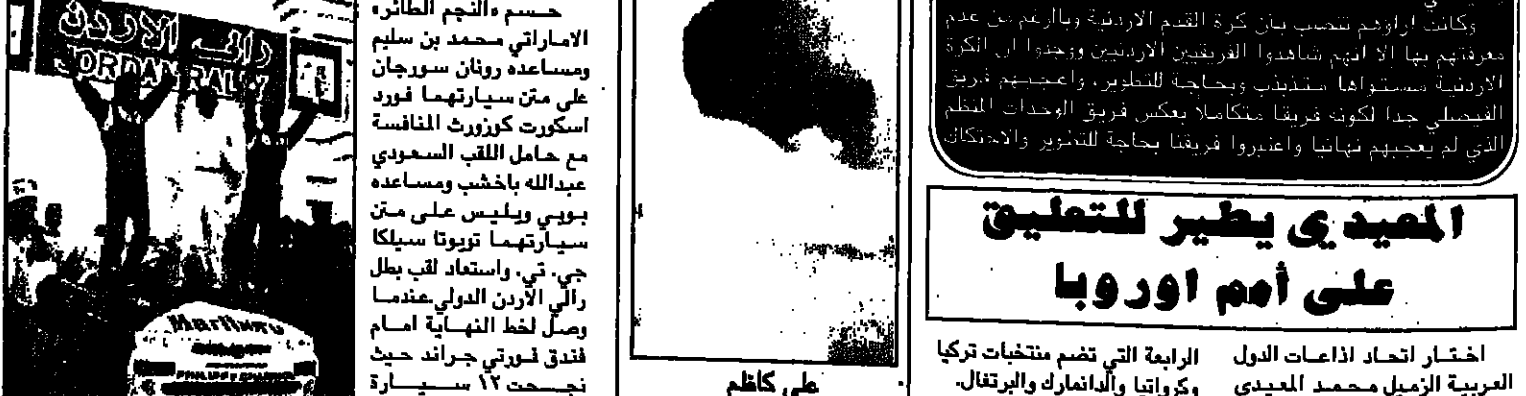 وكانت اراؤهم تنصب بأن كرة القدم الاردنية وبالرغم من عدم
معرفتهم بها الا انهم شاهدوا الفريقين الاردنيين ووجدوا ان الكرة
الاردنية مستواها متذبذب وبحاجة للتطوير، واعجبهم فريق
الفيصلي جدا لكونه فريقا متكاملا بعكس فريق الوحدات المنظم
الذي لم يعجبهم نهائيا واعتبروا فريقنا بحاجة للتطوير والاحتكاك
المعيدي يطير للتعليق
على أمم اوروبا
اختار اتحاد اذاعات الدول
العربية الزميل محمد المعيدي
الرابعة التي تضم منتخبات تركيا
وكرواتيا والدانمارك والبرتغال.
علي كاظم
حسم «النجم الطائر»
الاماراتي محمد بن سليم
ومساعده رونان سورجان
على متن سيارتهما فورد
اسكورت كوزورث المنافسة
مع حامل اللقب السعودي
عبدالله باخشب ومساعده
بوبي ويليس على متن
سيارتهما تويوتا سيلكا
جي. تي. واستعاد لقب بطل
رالي الاردن الدولي عندما
وصل لخط النهاية امام
فندق فورتي جراند حيث
نجحت ١٢ سيارة
رالي الاردن
JORDAN RALLY
Marlboro